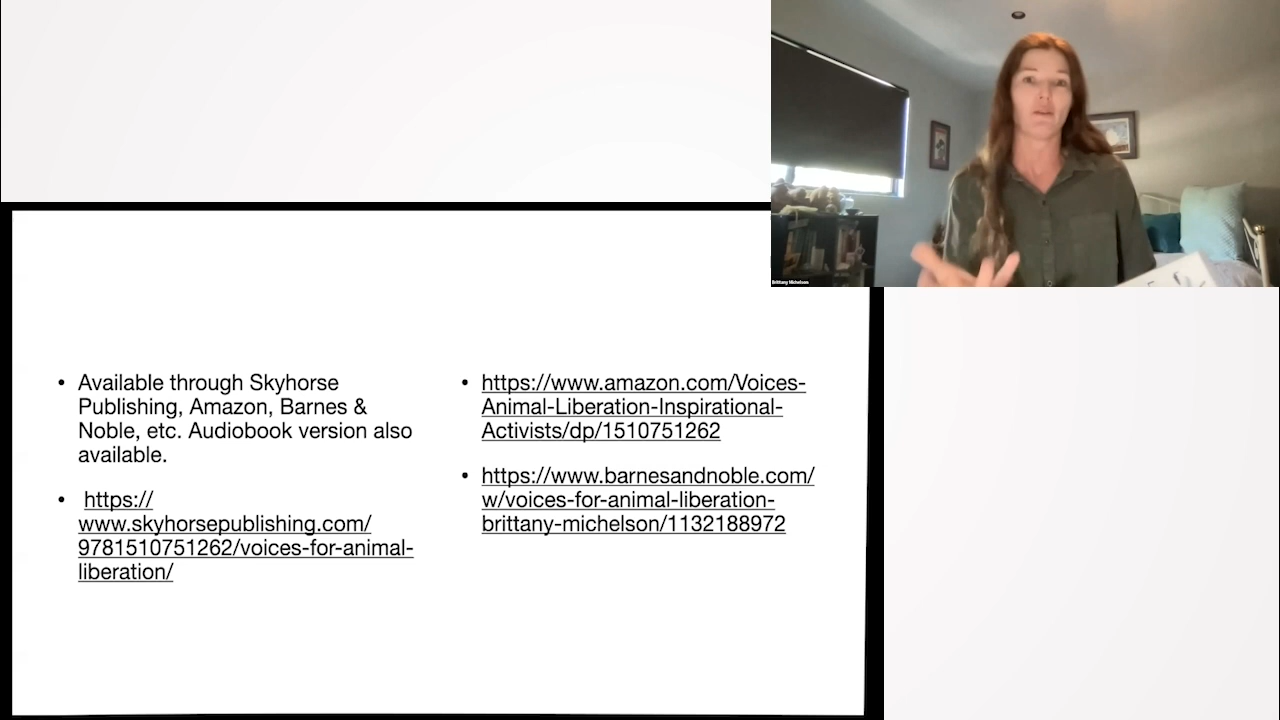 Brittany Michelson
• Available through Skyhorse
Publishing, Amazon, Barnes &
Noble, etc. Audiobook version also
available.
• https://
www.skyhorsepublishing.com/
9781510751262/voices-for-animal-
liberation/
• https://www.amazon.com/Voices-
Animal-Liberation-Inspirational-
Activists/dp/1510751262
• https://www.barnesandnoble.com/
w/voices-for-animal-liberation-
brittany-michelson/1132188972